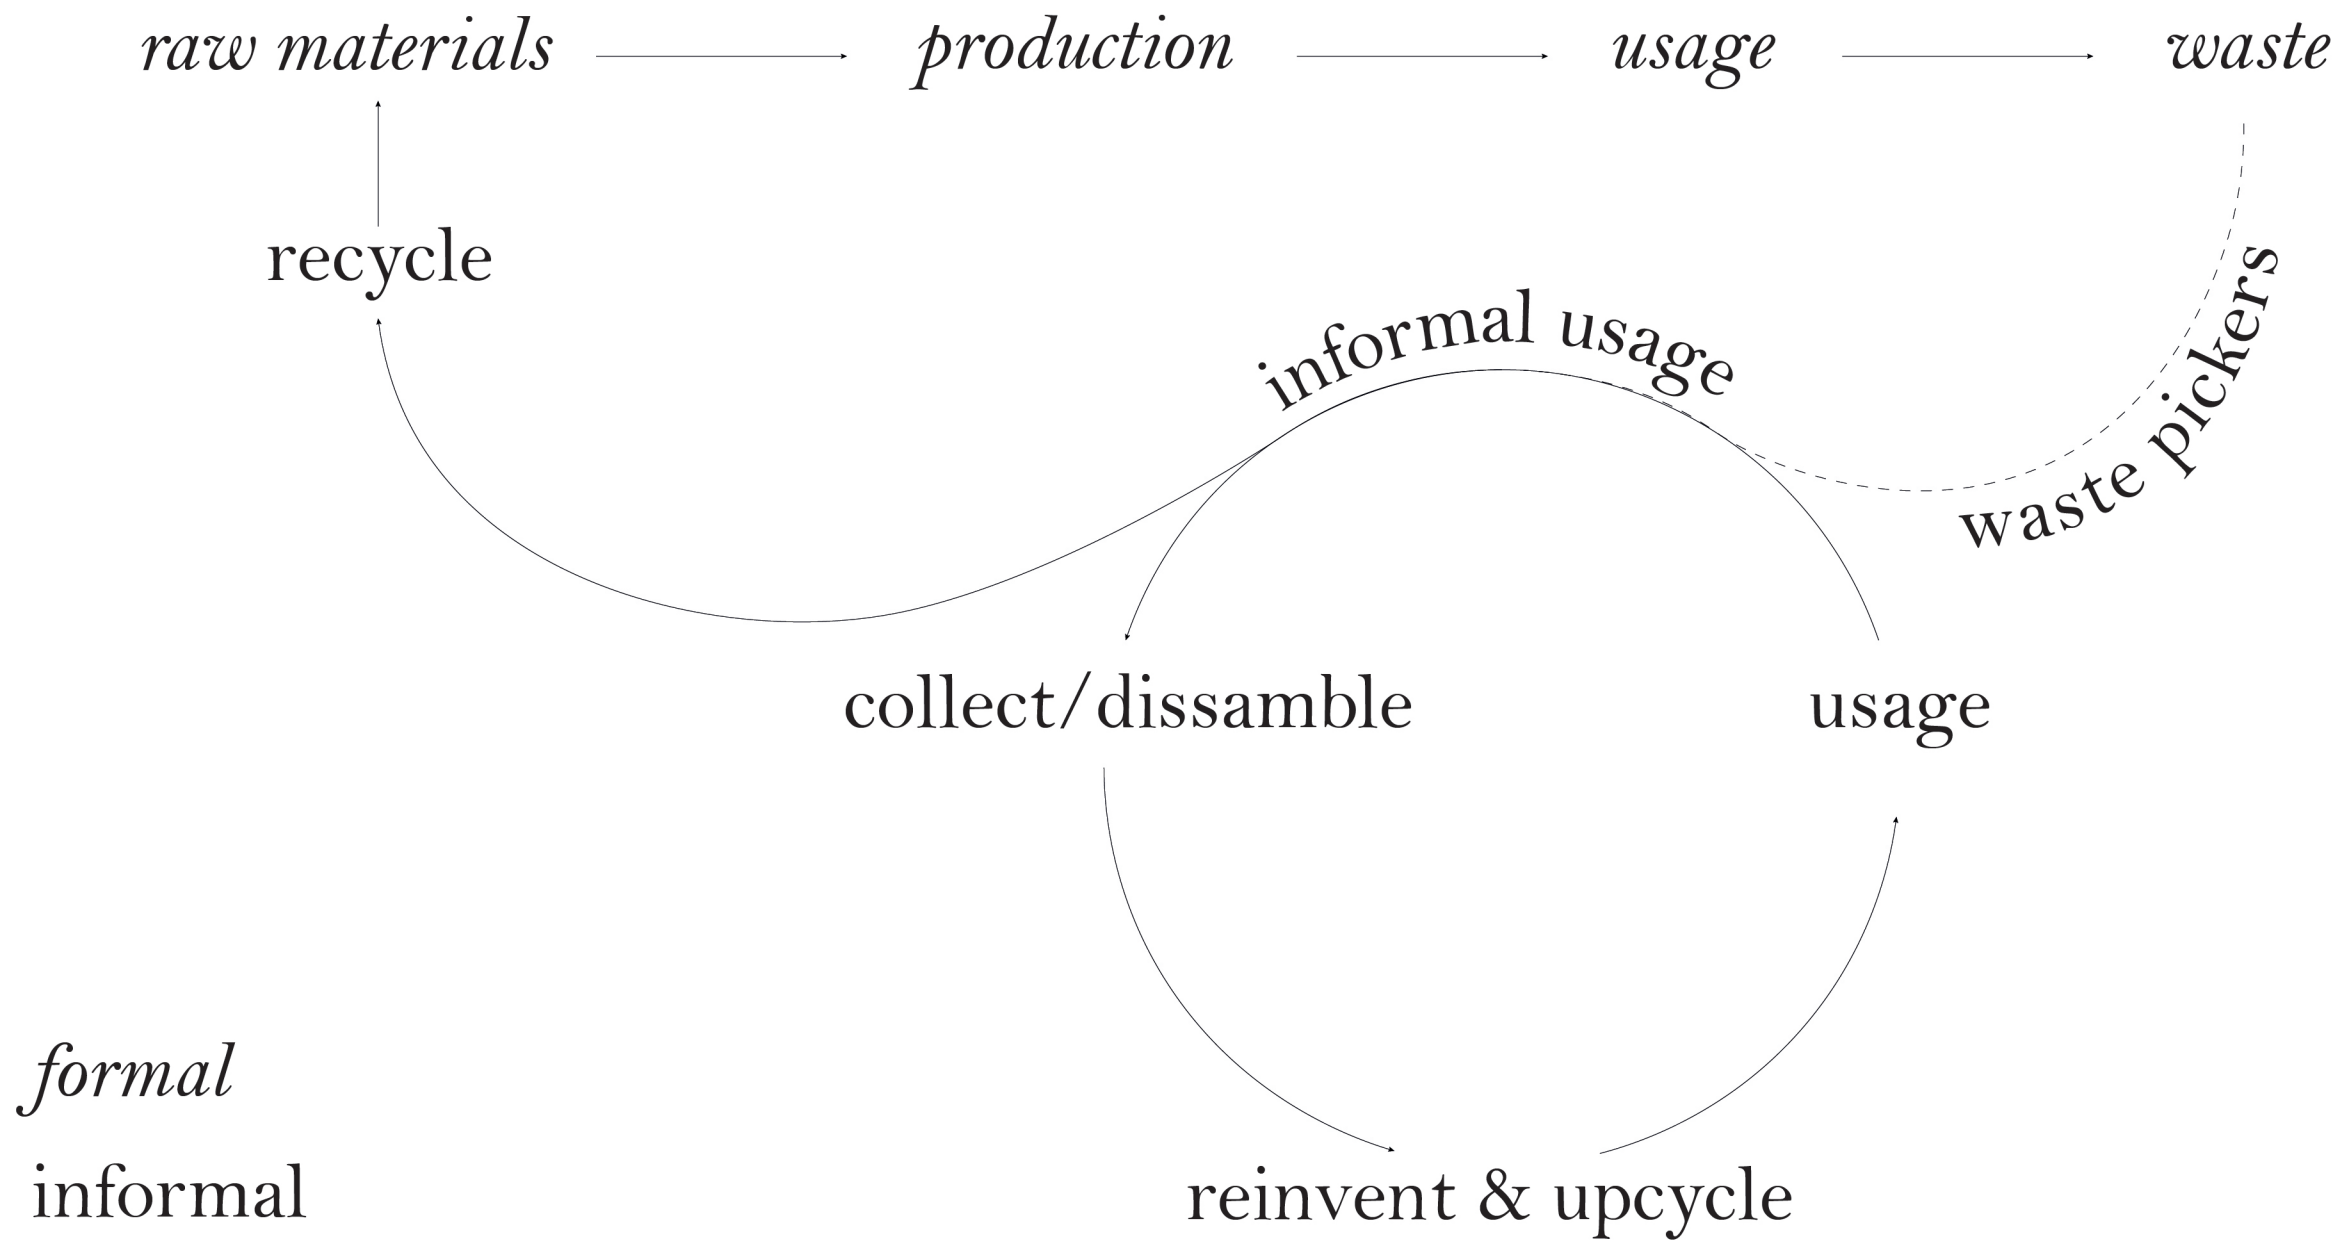 raw materials
production
usage
waste
recycle
informal usage
waste pickers
collect/dissamble
usage
formal
informal
reinvent & upcycle